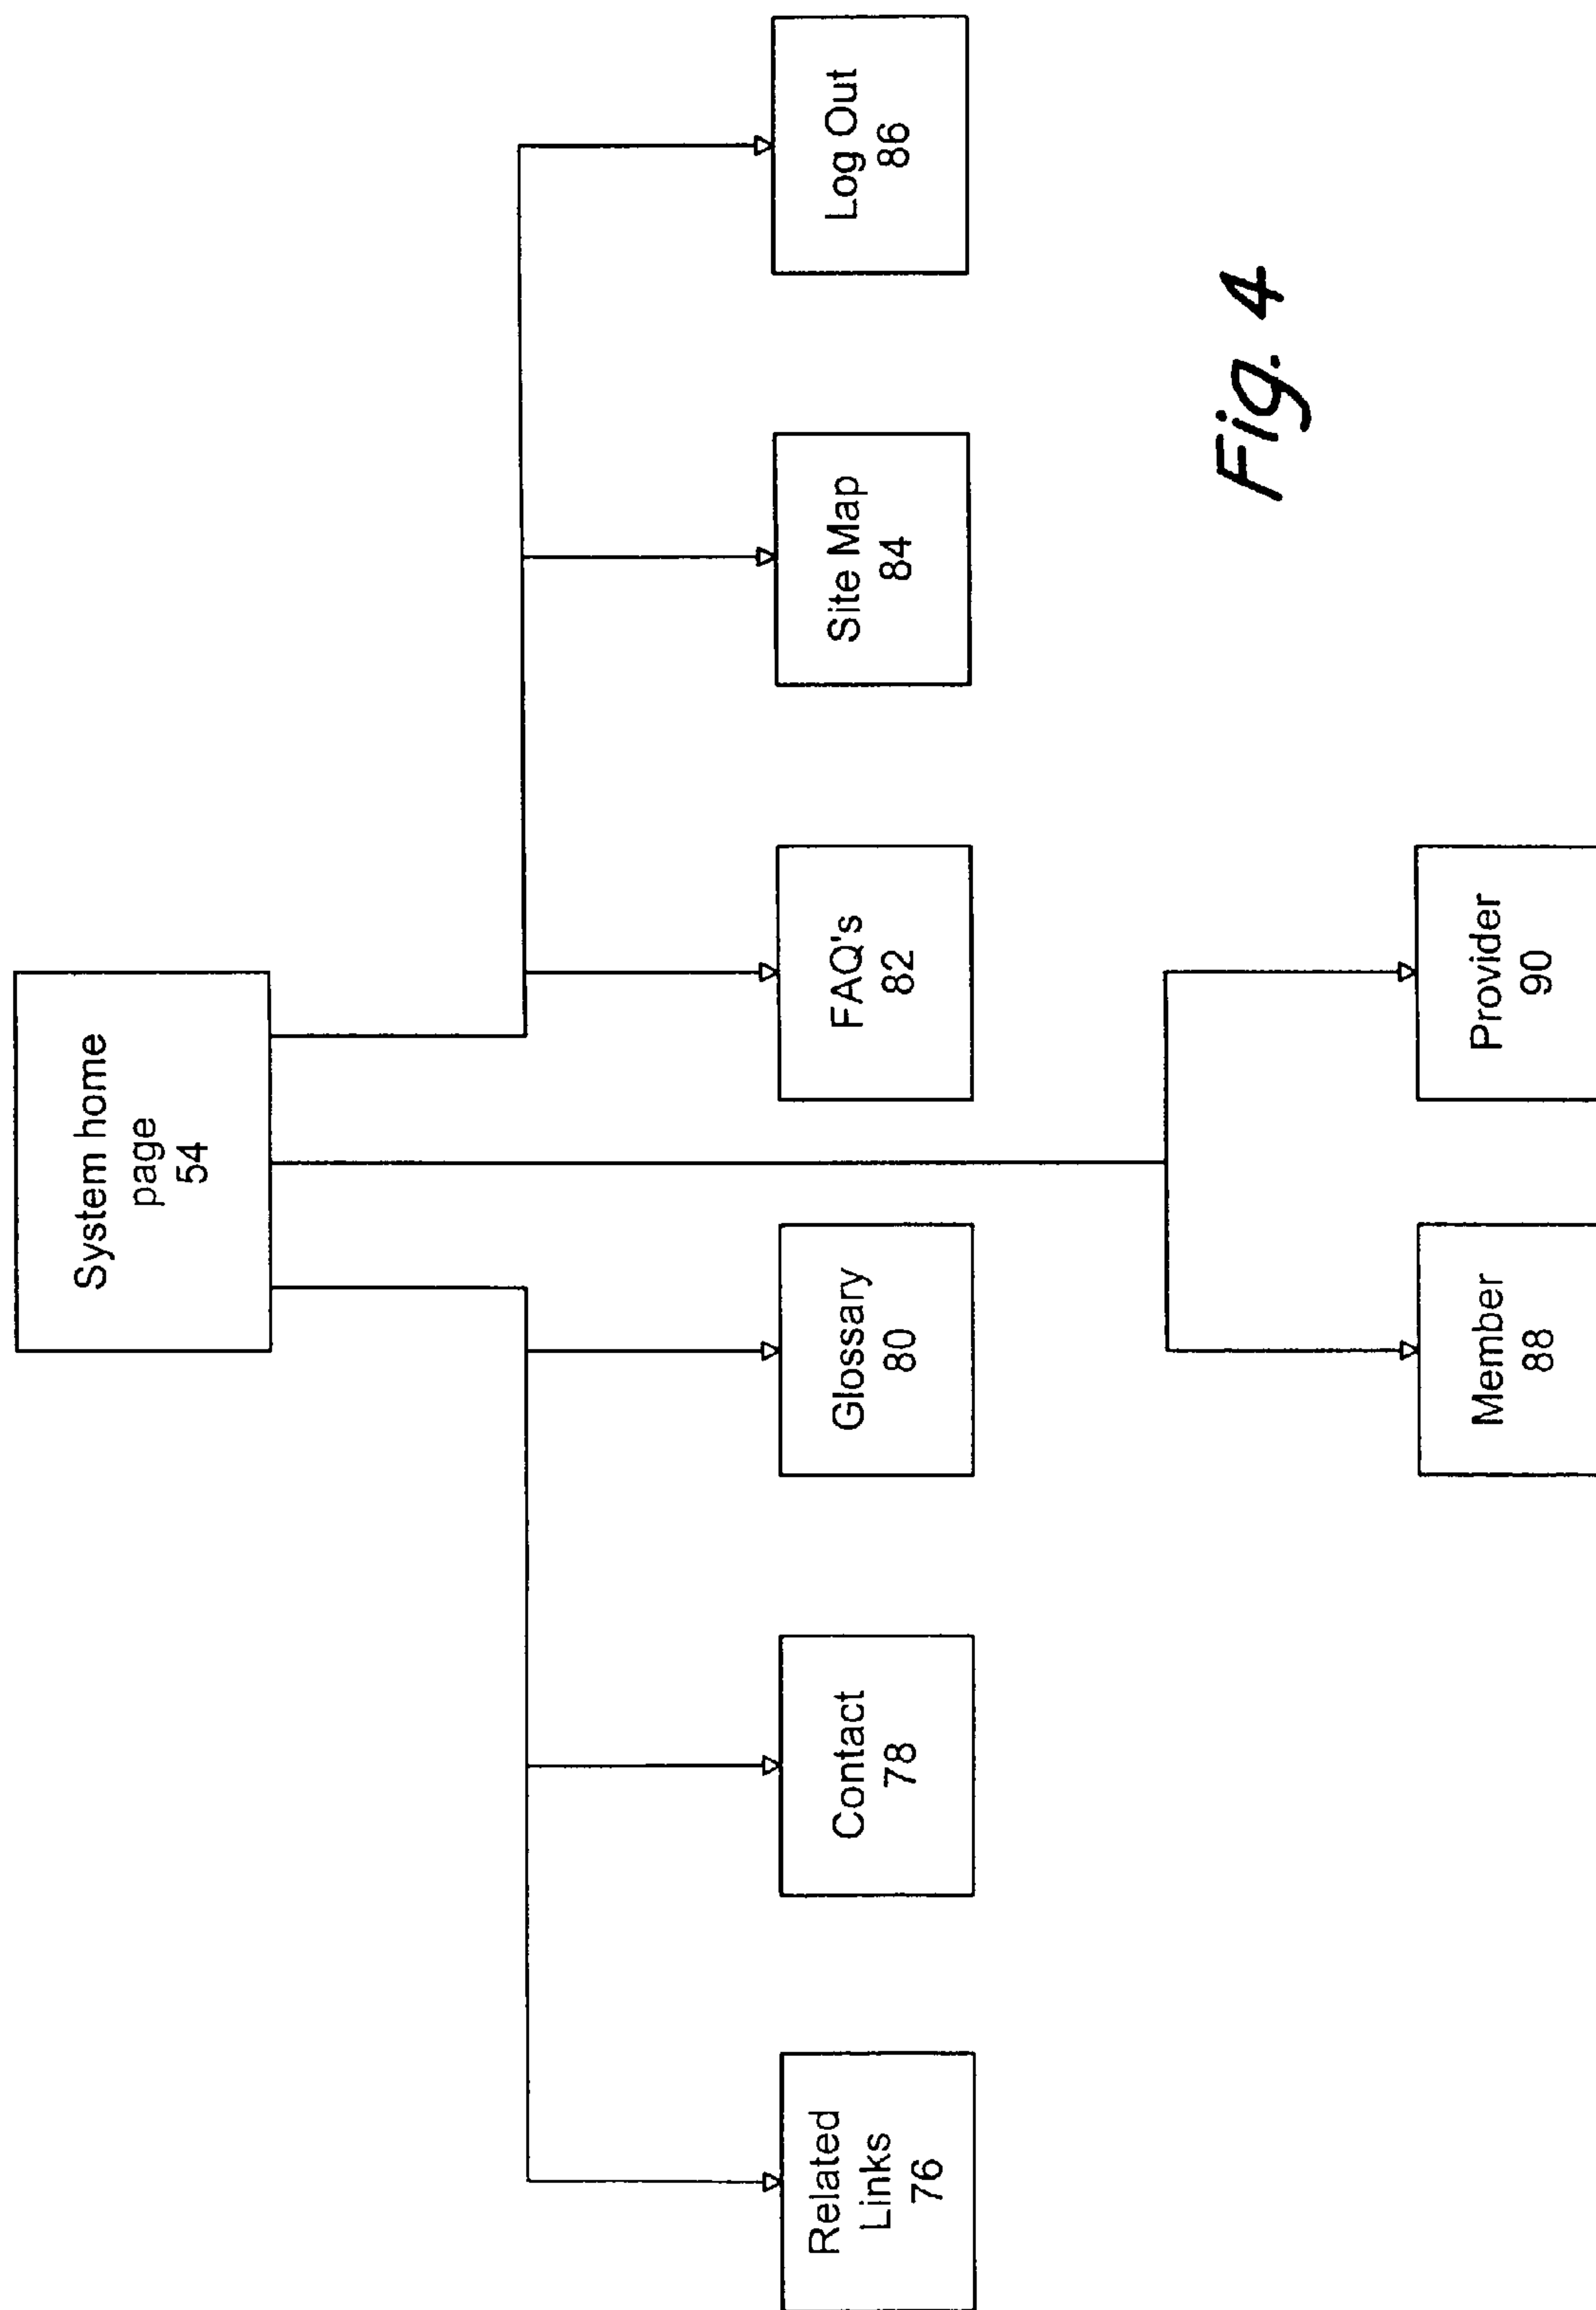 System home
page
54
Related
Links
76
Contact
78
Glossary
80
FAQ's
82
Site Map
84
Log Out
86
Member
88
Provider
90
Fig. 4